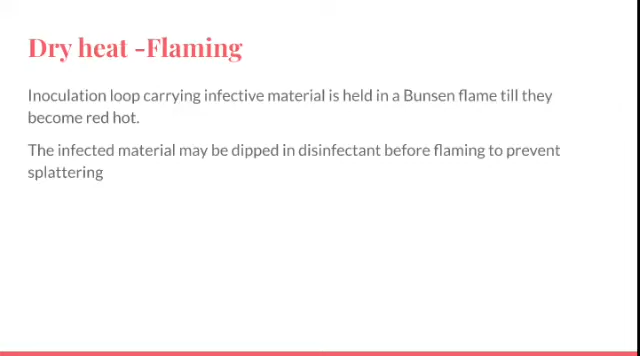 Dry heat -Flaming
Inoculation loop carrying infective material is held in a Bunsen flame till they
become red hot.
The infected material may be dipped in disinfectant before flaming to prevent
splattering